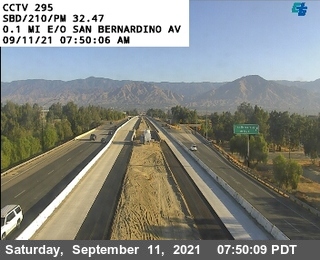 CCTV 295
SBD/210/PM 32.47
0.1 MI E/O SAN BERNARDINO AV
09/11/21 07:50:06 AM
Saturday, September 11, 2021 07:50:09 PDT